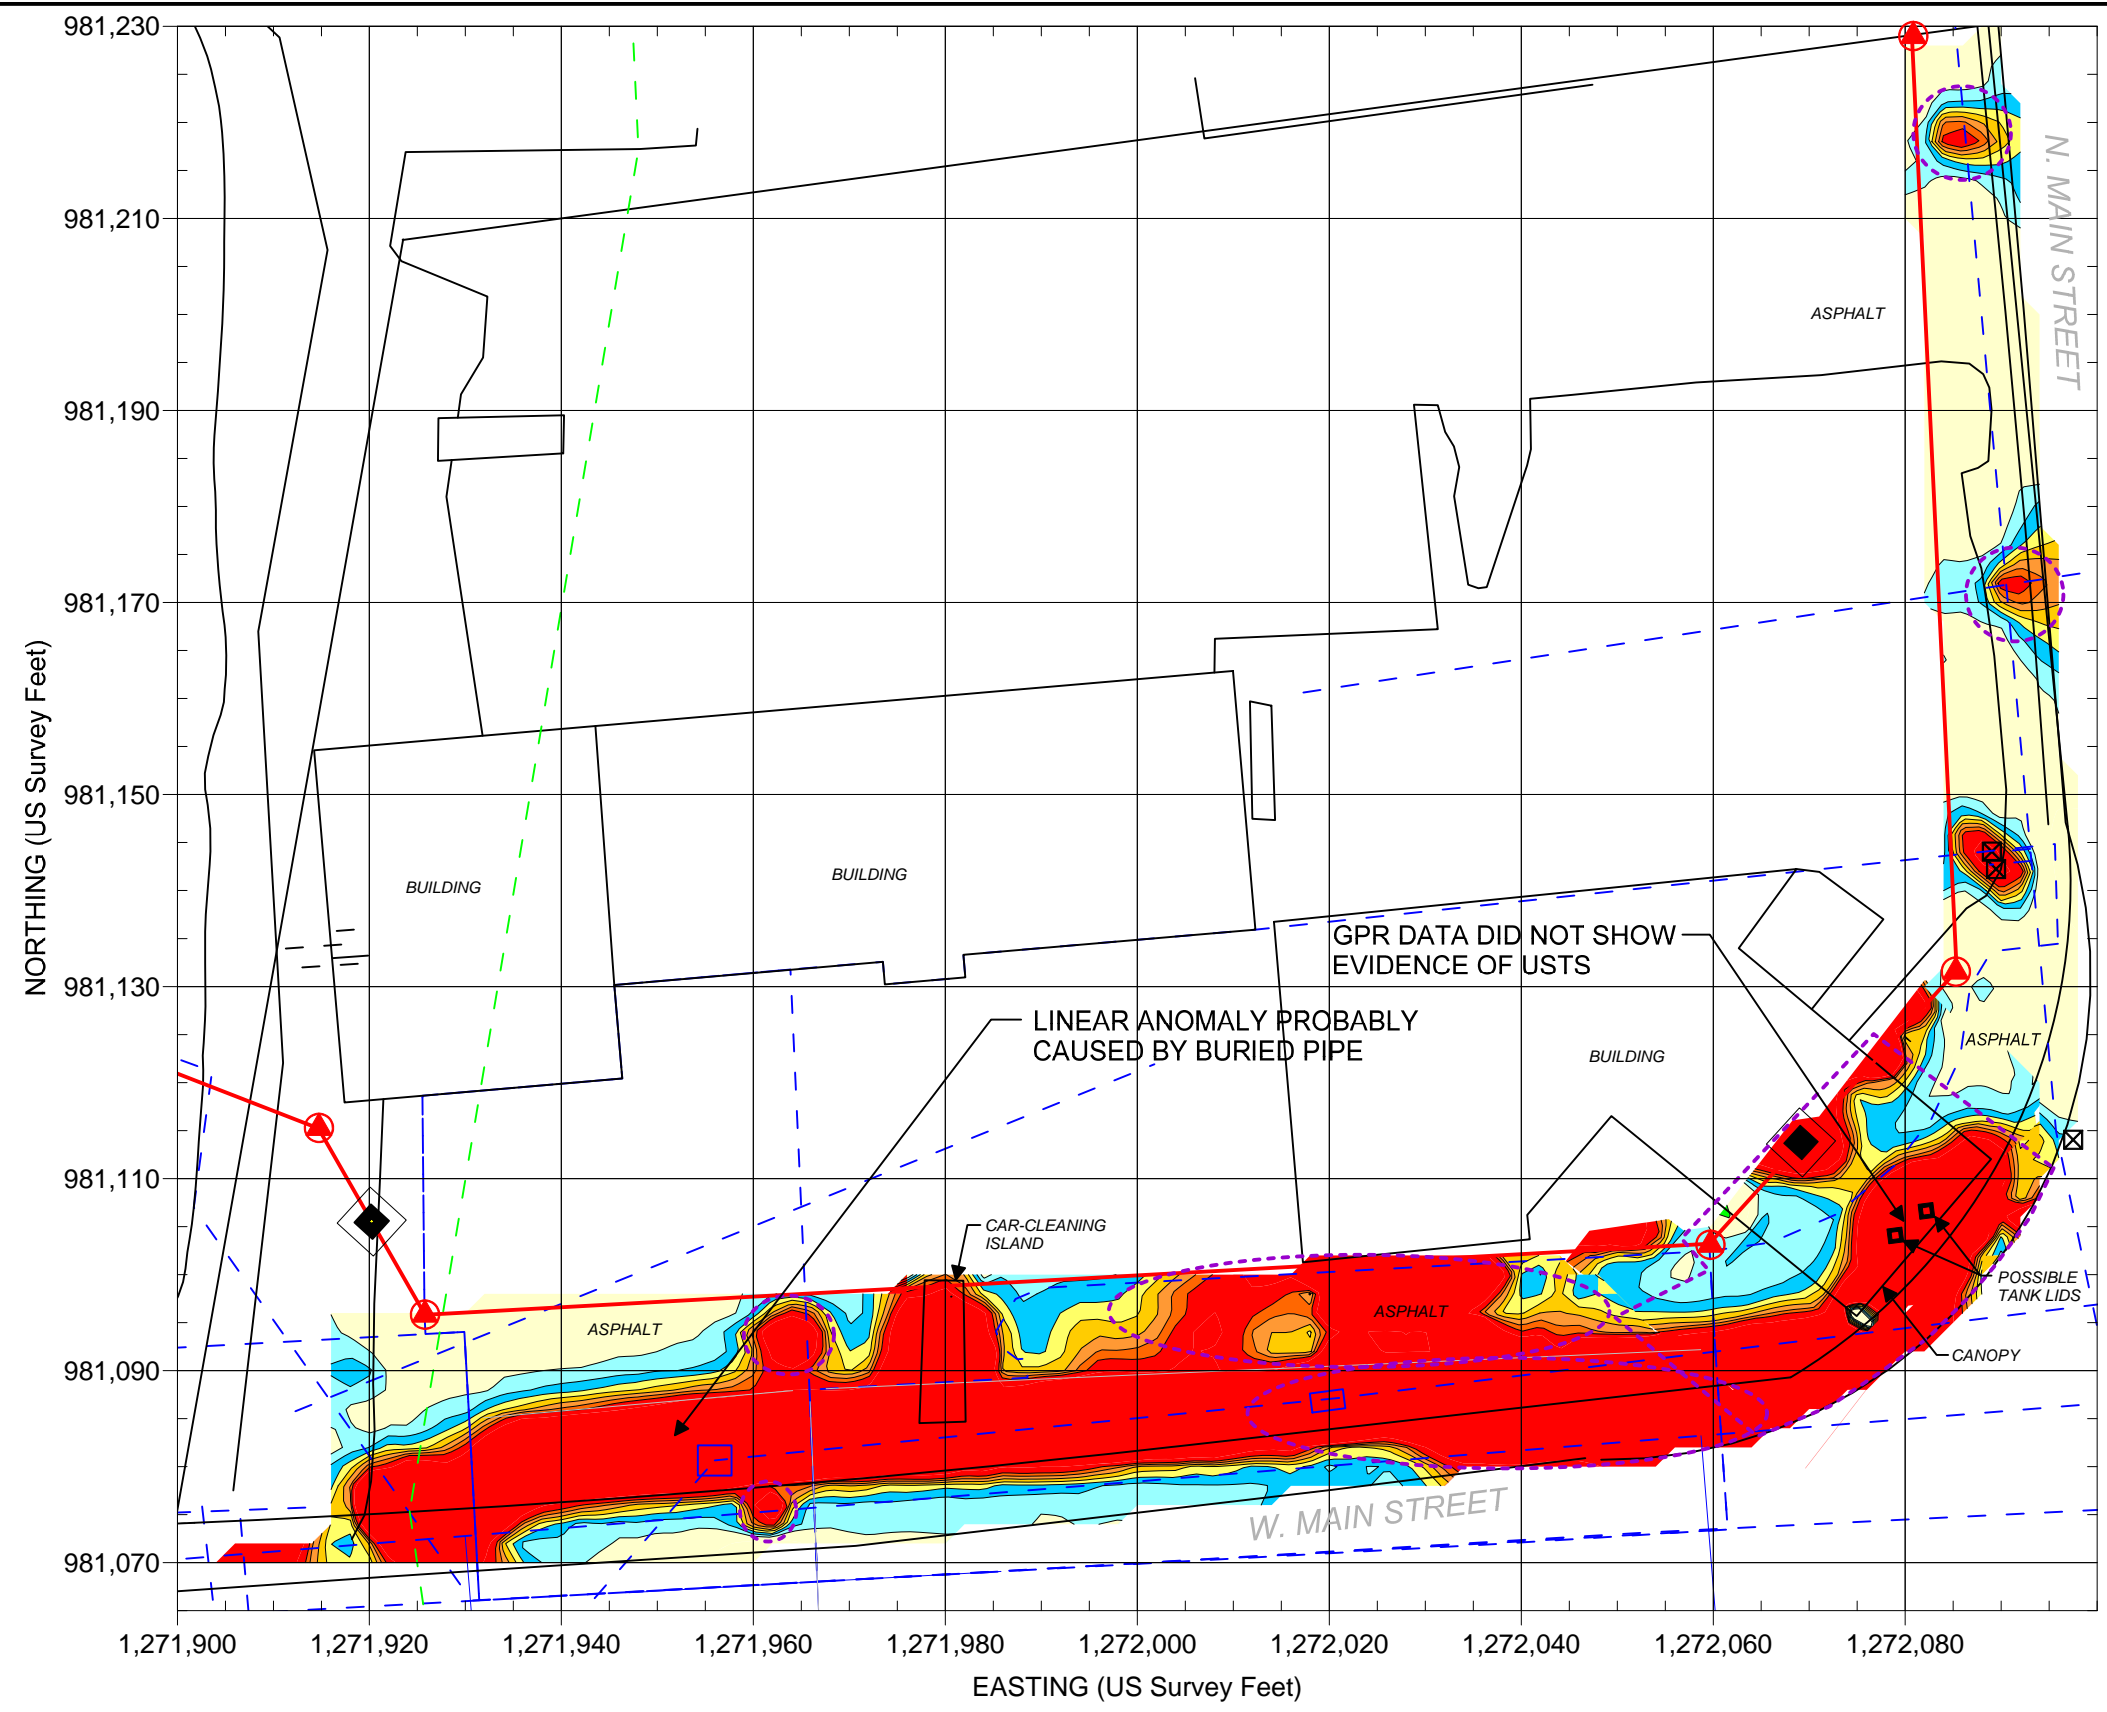 981,230
981,210
981,190
981,170
981,150
981,130
981,110
981,090
981,070
NORTHING (US Survey Feet)
N. MAIN STREET
ASPHALT
BUILDING
BUILDING
GPR DATA DID NOT SHOW
EVIDENCE OF USTS
LINEAR ANOMALY PROBABLY
CAUSED BY BURIED PIPE
BUILDING
ASPHALT
CAR-CLEANING
ISLAND
POSSIBLE
TANK LIDS
ASPHALT
ASPHALT
CANOPY
W. MAIN STREET
1,271,900
1,271,920
1,271,940
1,271,960
1,271,980
1,272,000
1,272,020
1,272,040
1,272,060
1,272,080
EASTING (US Survey Feet)